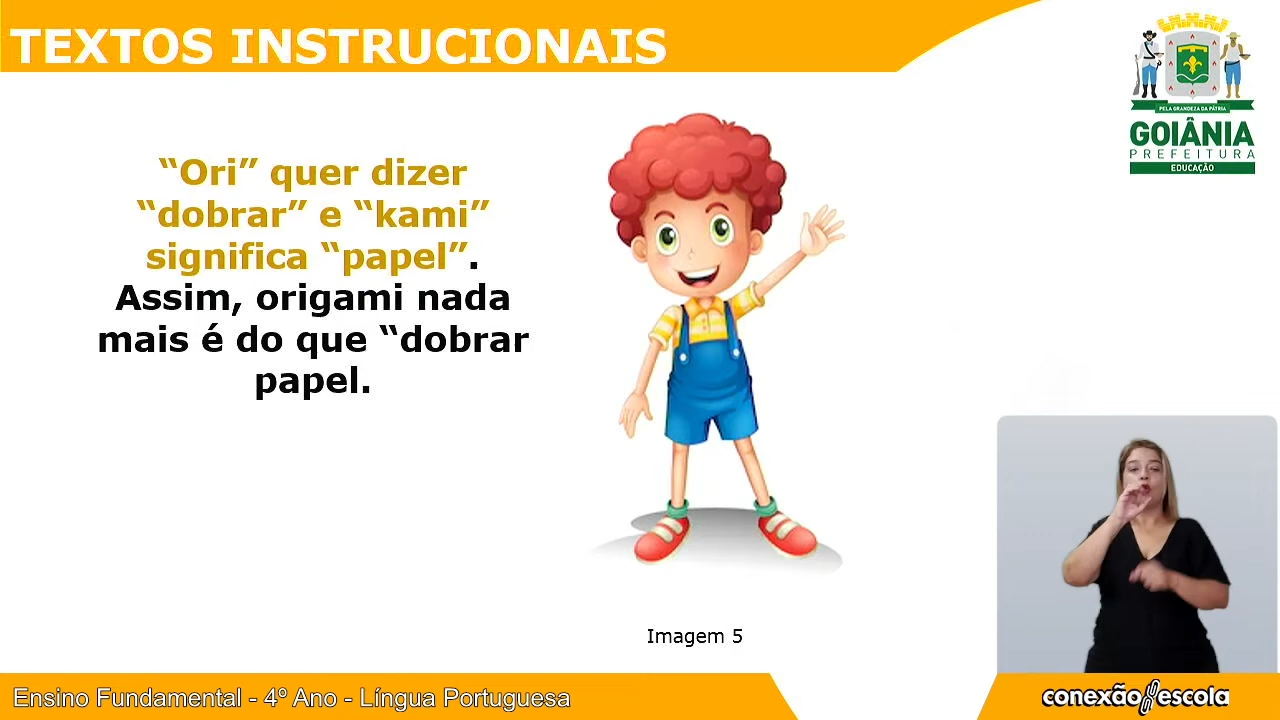 TEXTOS INSTRUCIONAIS
“Ori” quer dizer
“dobrar” e “kami”
significa “papel”.
Assim, origami nada
mais é do que “dobrar
papel.
Imagem 5
PELA GRANDEZA DA PÁTRIA
GOIÂNIA
PREFEITURA
EDUCAÇÃO
Ensino Fundamental - 4º Ano - Língua Portuguesa
conexão escola